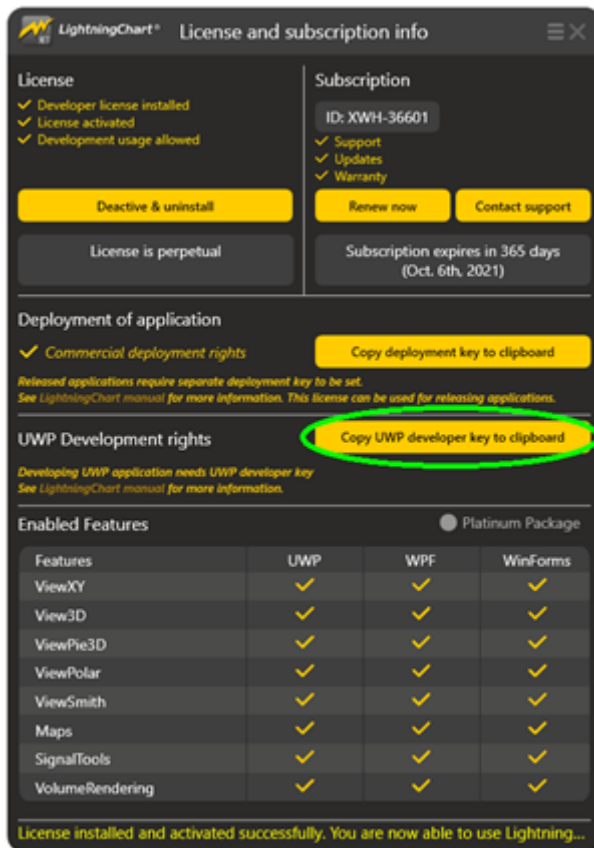 LightningChart® License and subscription info
License
✓ Developer license installed
✓ License activated
✓ Development usage allowed
Deactive & uninstall
License is perpetual
Subscription
ID: XWH-36601
✓ Support
✓ Updates
✓ Warranty
Renew now Contact support
Subscription expires in 365 days
(Oct. 6th, 2021)
Deployment of application
✓ Commercial deployment rights
Copy deployment key to clipboard
Released applications require separate deployment key to be set.
See LightningChart manual for more information. This license can be used for releasing applications.
UWP Development rights
Copy UWP developer key to clipboard
Developing UWP application needs UWP developer key
See LightningChart manual for more information.
Enabled Features Platinum Package
Features UWP WPF WinForms
ViewXY ✓ ✓ ✓
View3D ✓ ✓ ✓
ViewPie3D ✓ ✓ ✓
ViewPolar ✓ ✓ ✓
ViewSmith ✓ ✓ ✓
Maps ✓ ✓ ✓
SignalTools ✓ ✓ ✓
VolumeRendering ✓ ✓ ✓
License installed and activated successfully. You are now able to use Lightning...